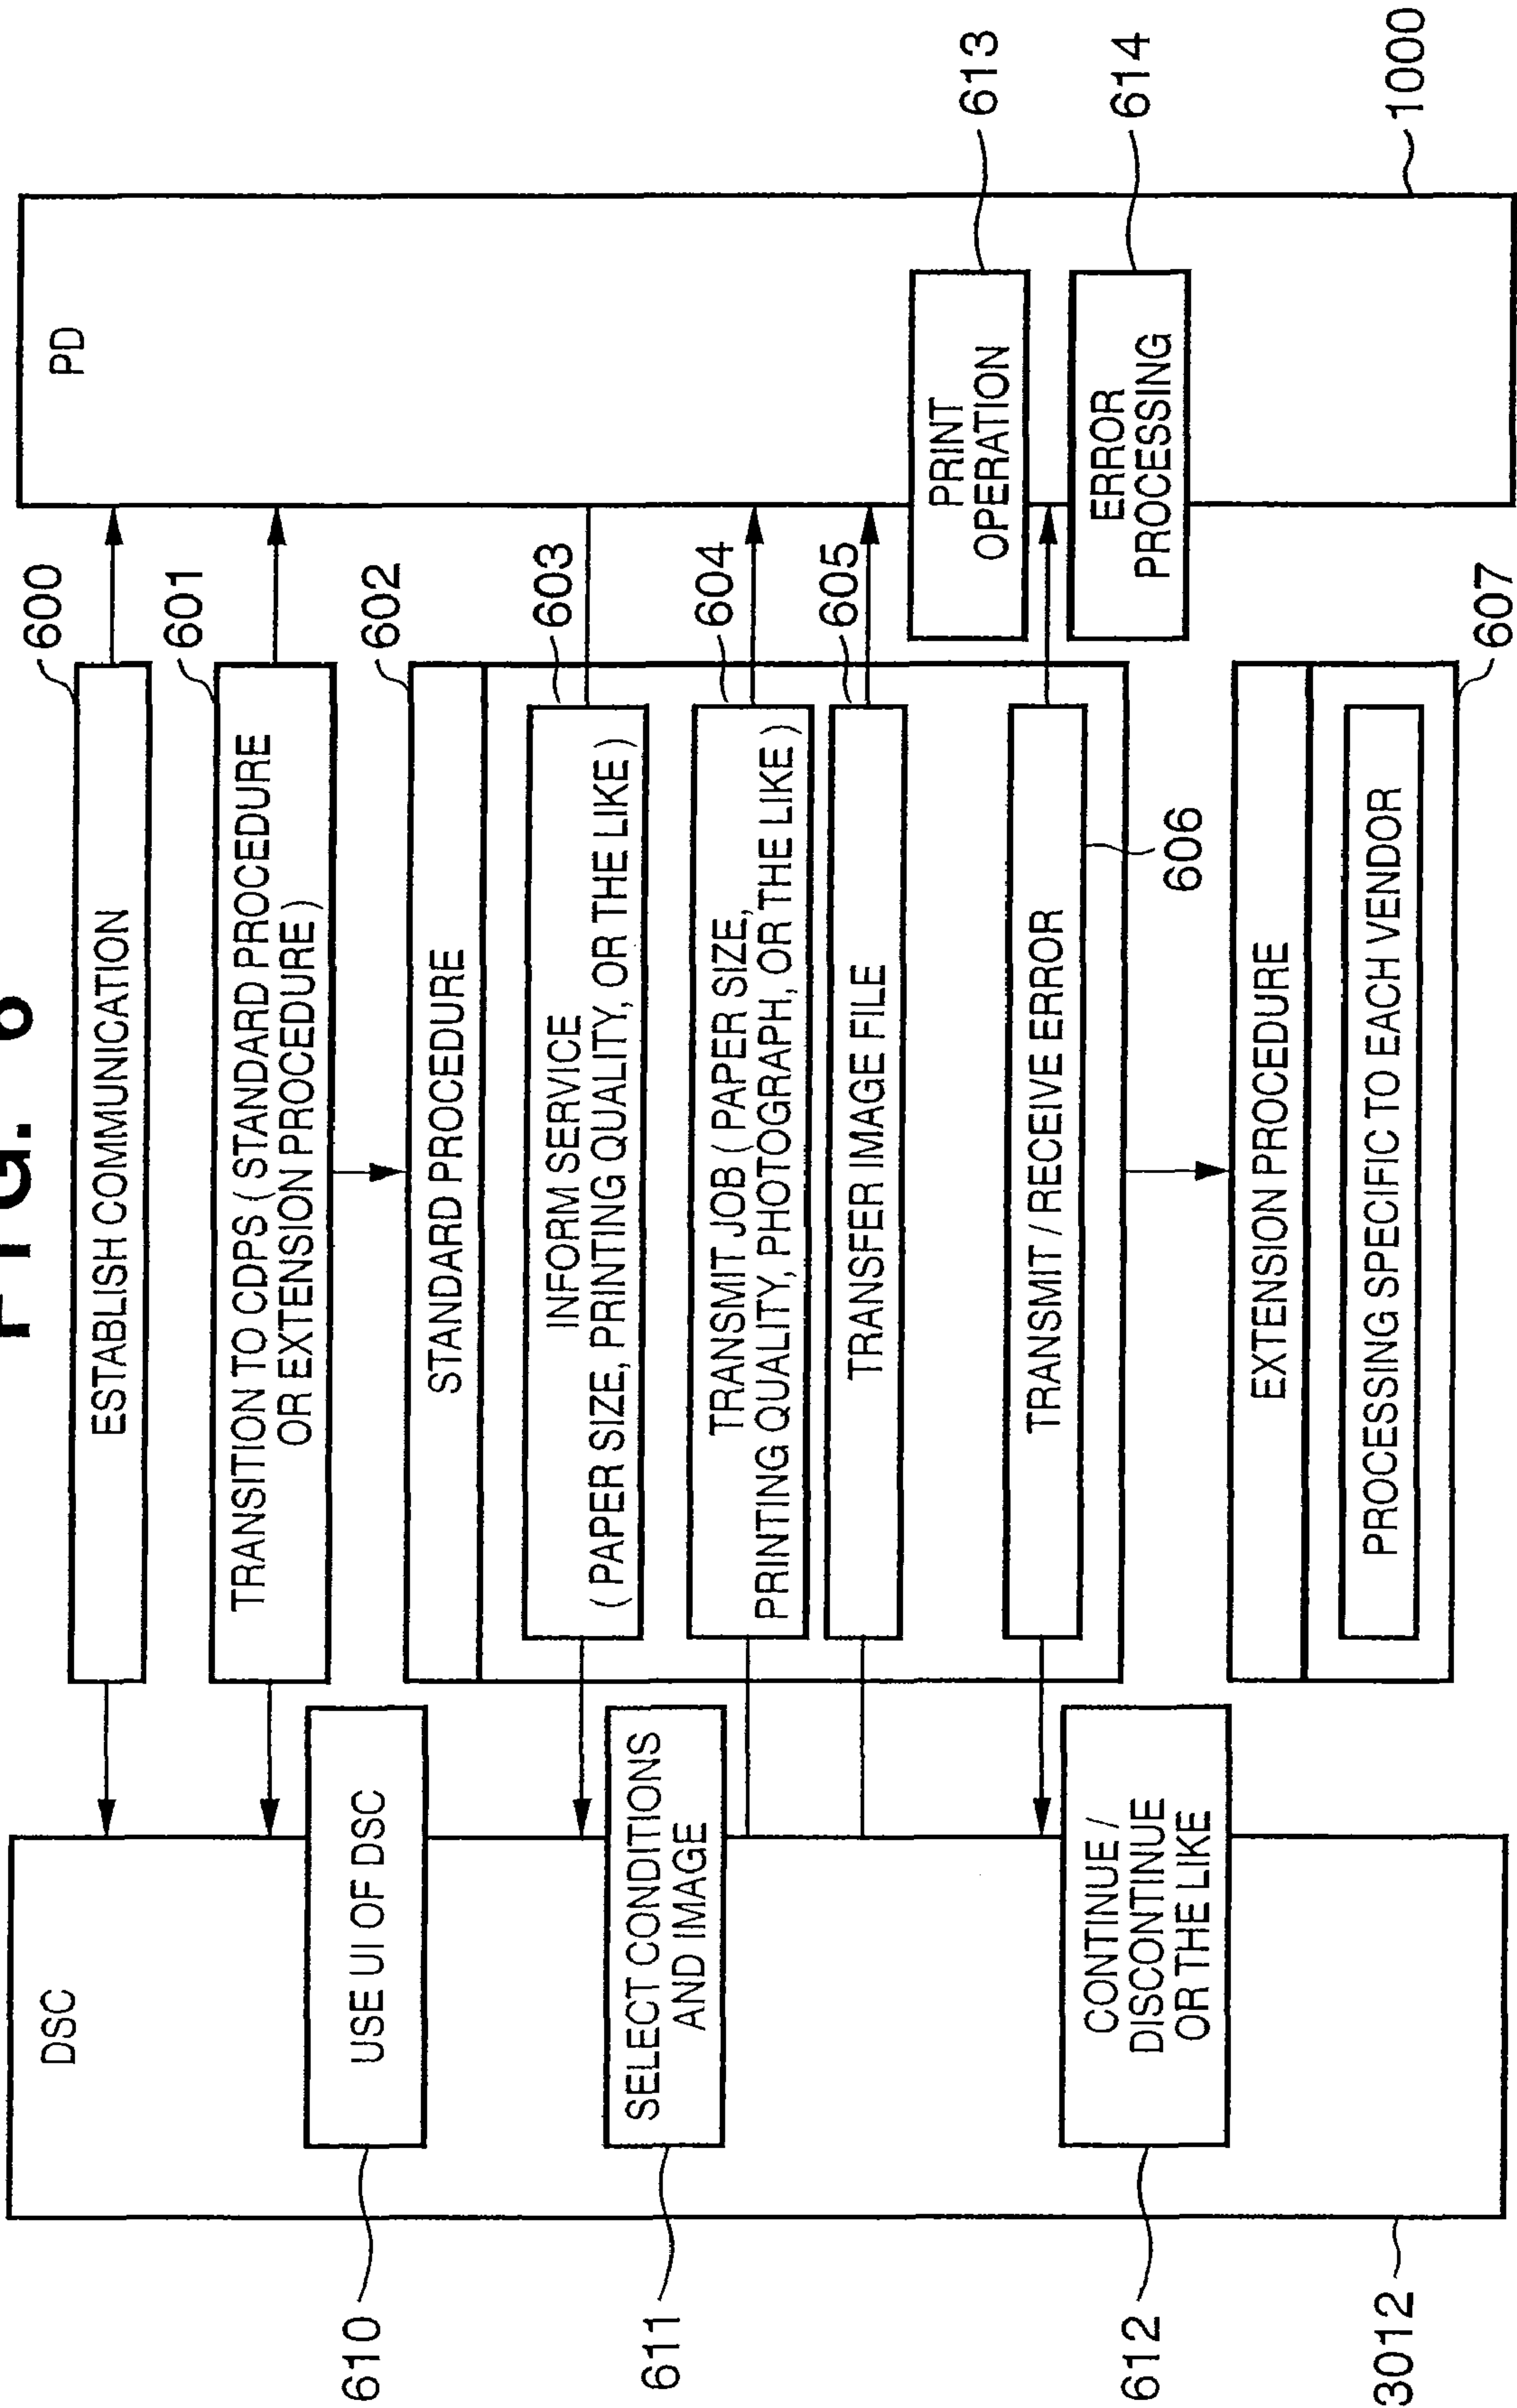 FIG. 6
DSC
3012
PD
1000
600
ESTABLISH COMMUNICATION
601
TRANSITION TO CDPS ( STANDARD PROCEDURE
OR EXTENSION PROCEDURE )
610
USE UI OF DSC
602
STANDARD PROCEDURE
603
INFORM SERVICE
( PAPER SIZE, PRINTING QUALITY, OR THE LIKE )
611
SELECT CONDITIONS
AND IMAGE
604
TRANSMIT JOB ( PAPER SIZE,
PRINTING QUALITY, PHOTOGRAPH, OR THE LIKE )
605
TRANSFER IMAGE FILE
613
PRINT
OPERATION
606
TRANSMIT / RECEIVE ERROR
612
CONTINUE /
DISCONTINUE
OR THE LIKE
614
ERROR
PROCESSING
607
EXTENSION PROCEDURE
PROCESSING SPECIFIC TO EACH VENDOR